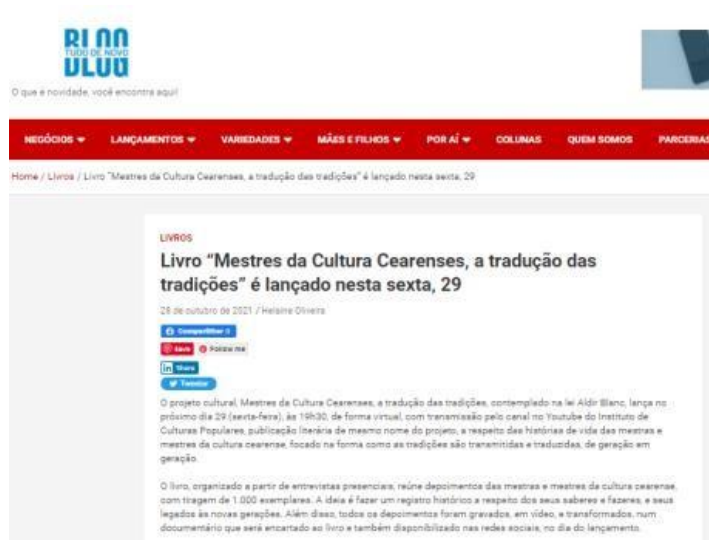 BLOG
TUDO DE NOVO
BLOG
O que é novidade, você encontra aqui!
NEGÓCIOS LANÇAMENTOS VARIEDADES MÃES E FILHOS POR AÍ COLUNAS QUEM SOMOS PARCERIAS
Home / Livros / Livro "Mestres da Cultura Cearenses, a tradução das tradições" é lançado nesta sexta, 29
LIVROS
Livro “Mestres da Cultura Cearenses, a tradução das
tradições” é lançado nesta sexta, 29
28 de outubro de 2021 / Helaine Oliveira
Compartilhar 0
Save Follow me
in Share
Tweetar
O projeto cultural, Mestres da Cultura Cearenses, a tradução das tradições, contemplado na lei Aldir Blanc, lança no
próximo dia 29 (sexta-feira), às 19h30, de forma virtual, com transmissão pelo canal no Youtube do Instituto de
Culturas Populares, publicação literária de mesmo nome do projeto, a respeito das histórias de vida das mestras e
mestres da cultura cearense, focado na forma como as tradições são transmitidas e traduzidas, de geração em
geração.
O livro, organizado a partir de entrevistas presenciais, reúne depoimentos das mestras e mestres da cultura cearense,
com tiragem de 1.000 exemplares. A ideia é fazer um registro histórico a respeito dos seus saberes e fazeres, e seus
legados às novas gerações. Além disso, todos os depoimentos foram gravados, em vídeo, e transformados, num
documentário que será encartado ao livro e também disponibilizado nas redes sociais, no dia do lançamento.